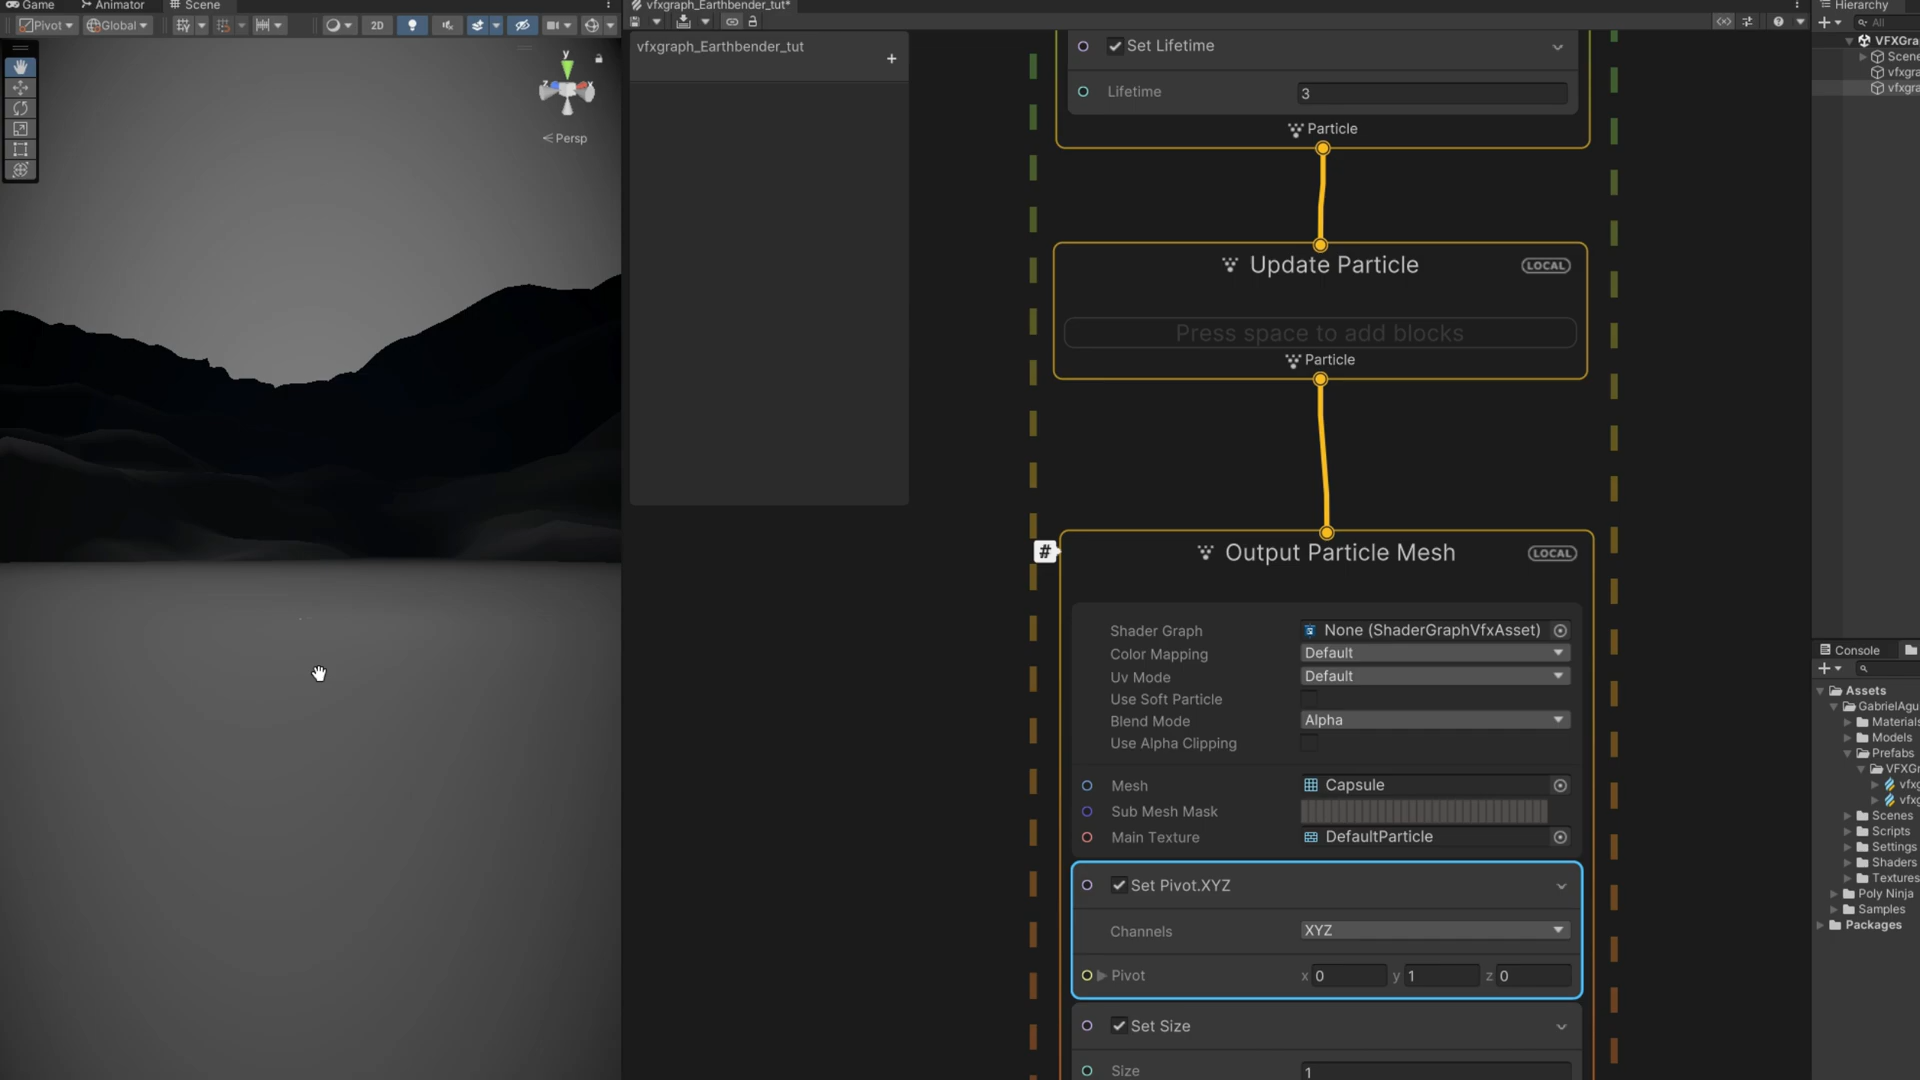 Game
Animator
Scene
Pivot
Global
2D
y
z
x
Persp
vfxgraph_Earthbender_tut*
vfxgraph_Earthbender_tut
+
Set Lifetime
Lifetime
3
Particle
Update Particle
LOCAL
Press space to add blocks
Particle
#
Output Particle Mesh
LOCAL
Shader Graph
None (ShaderGraphVfxAsset)
Color Mapping
Default
Uv Mode
Default
Use Soft Particle
Blend Mode
Alpha
Use Alpha Clipping
Mesh
Capsule
Sub Mesh Mask
Main Texture
DefaultParticle
Set Pivot.XYZ
Channels
XYZ
Pivot
x 0 y 1 z 0
Set Size
Size
1
Hierarchy
+
All
VFXGra
Scene
vfxgra
vfxgra
Console
+
Assets
GabrielAgu
Materials
Models
Prefabs
VFXGr
vfxg
vfxg
Scenes
Scripts
Settings
Shaders
Textures
Poly Ninja
Samples
Packages